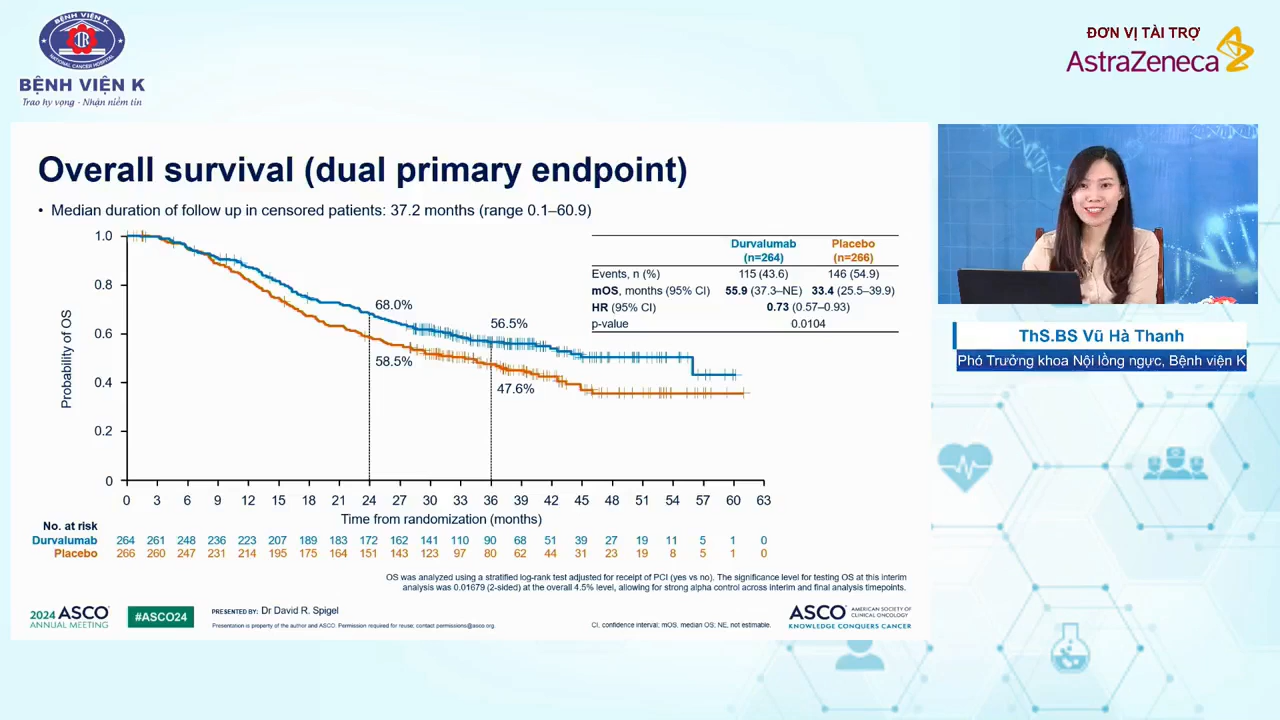 NATIONAL CANCER HOSPITAL
BỆNH VIỆN K
Trao hy vọng - Nhận niềm tin
ĐƠN VỊ TÀI TRỢ
AstraZeneca
Overall survival (dual primary endpoint)
• Median duration of follow up in censored patients: 37.2 months (range 0.1–60.9)
Durvalumab (n=264) Placebo (n=266)
Events, n (%) 115 (43.6) 146 (54.9)
mOS, months (95% CI) 55.9 (37.3–NE) 33.4 (25.5–39.9)
HR (95% CI) 0.73 (0.57–0.93)
p-value 0.0104
Probability of OS
1.0
0.8
0.6
0.4
0.2
0
68.0%
58.5%
56.5%
47.6%
0 3 6 9 12 15 18 21 24 27 30 33 36 39 42 45 48 51 54 57 60 63
Time from randomization (months)
No. at risk
Durvalumab 264 261 248 236 223 207 189 183 172 162 141 110 90 68 51 39 27 19 11 5 1 0
Placebo 266 260 247 231 214 195 175 164 151 143 123 97 80 62 44 31 23 19 8 5 1 0
OS was analyzed using a stratified log-rank test adjusted for receipt of PCI (yes vs no). The significance level for testing OS at this interim
analysis was 0.01679 (2-sided) at the overall 4.5% level, allowing for strong alpha control across interim and final analysis timepoints.
2024 ASCO
ANNUAL MEETING
#ASCO24
PRESENTED BY: Dr David R. Spigel
Presentation is property of the author and ASCO. Permission required for reuse; contact permissions@asco.org.
CI, confidence interval; mOS, median OS; NE, not estimable.
ASCO AMERICAN SOCIETY OF
CLINICAL ONCOLOGY
KNOWLEDGE CONQUERS CANCER
ThS.BS Vũ Hà Thanh
Phó Trưởng khoa Nội lồng ngực, Bệnh viện K